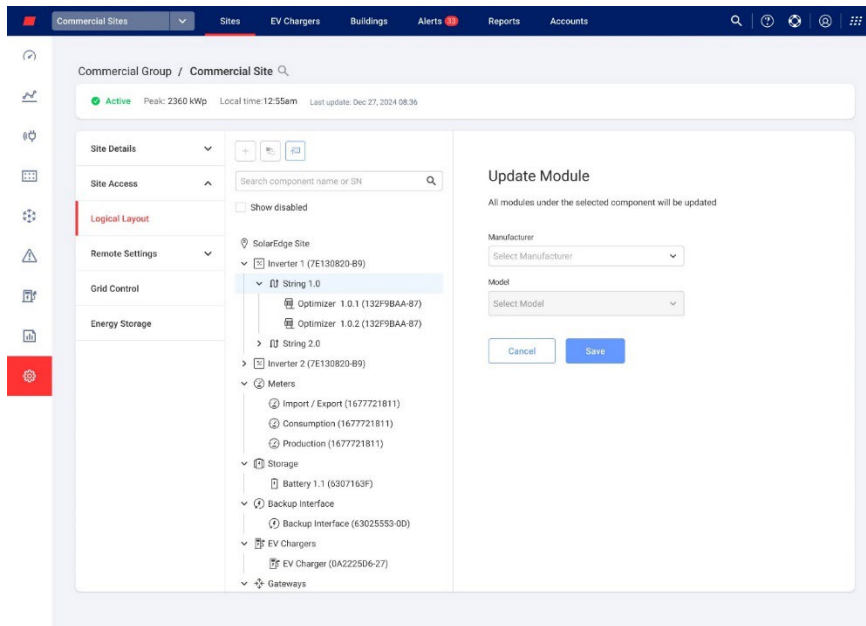 Commercial Sites
Sites
EV Chargers
Buildings
Alerts 33
Reports
Accounts
Commercial Group / Commercial Site
Active Peak: 2360 kWp Local time:12:55am Last update: Dec 27, 2024 08:36
Site Details
Site Access
Logical Layout
Remote Settings
Grid Control
Energy Storage
Search component name or SN
Show disabled
SolarEdge Site
Inverter 1 (7E130820-B9)
String 1.0
Optimizer 1.0.1 (132F9BAA-87)
Optimizer 1.0.2 (132F9BAA-87)
String 2.0
Inverter 2 (7E130820-B9)
Meters
Import / Export (1677721811)
Consumption (1677721811)
Production (1677721811)
Storage
Battery 1.1 (6307163F)
Backup Interface
Backup Interface (63025553-0D)
EV Chargers
EV Charger (0A2225D6-27)
Gateways
Update Module
All modules under the selected component will be updated
Manufacturer
Select Manufacturer
Model
Select Model
Cancel
Save